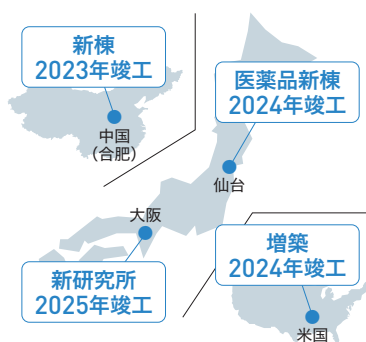 新棟
2023年竣工
中国
（合肥）
医薬品新棟
2024年竣工
仙台
大阪
新研究所
2025年竣工
増築
2024年竣工
米国